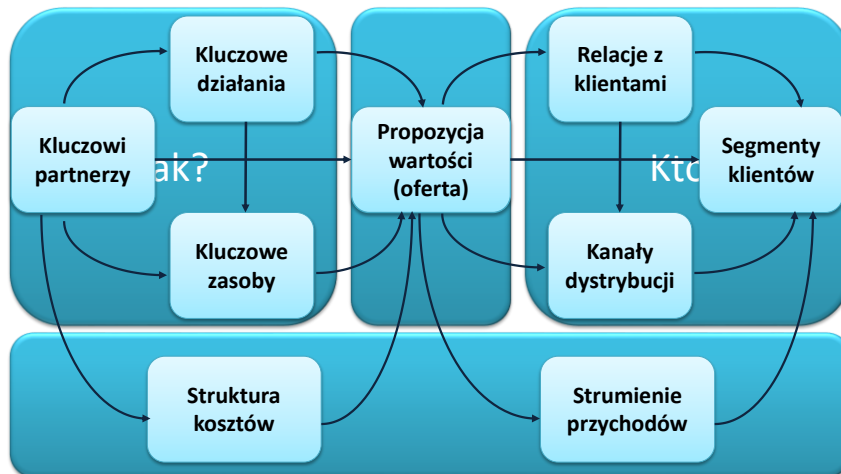 Kluczowe
działania
Relacje z
klientami
Kluczowi
partnerzy
ak?
Propozycja
wartości
(oferta)
Kto
Segmenty
klientów
Kluczowe
zasoby
Kanały
dystrybucji
Struktura
kosztów
Strumienie
przychodów